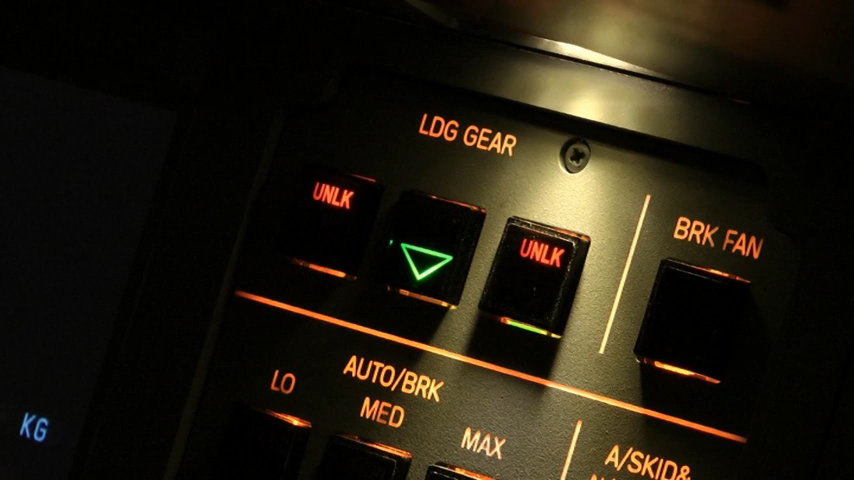 LDG GEAR
UNLK
UNLK
BRK FAN
LO
AUTO/BRK
MED
MAX
A/SKID&
KG